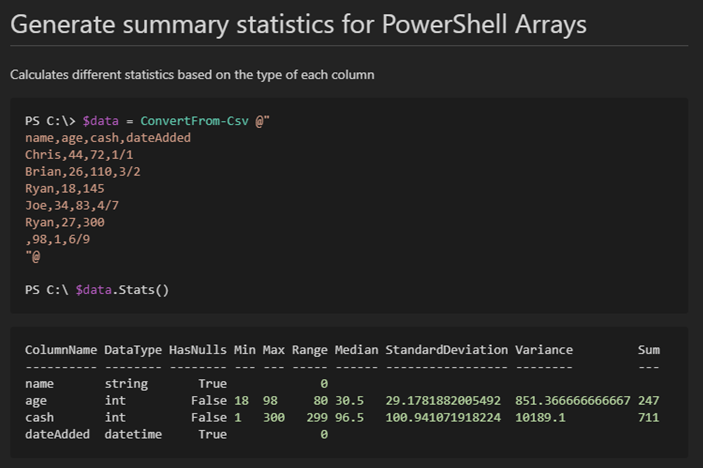 Generate summary statistics for PowerShell Arrays
Calculates different statistics based on the type of each column
PS C:\> $data = ConvertFrom-Csv @"
name,age,cash,dateAdded
Chris,44,72,1/1
Brian,26,110,3/2
Ryan,18,145
Joe,34,83,4/7
Ryan,27,300
,98,1,6/9
"@
PS C:\ $data.Stats()
ColumnName DataType HasNulls Min Max Range Median StandardDeviation Variance Sum
---------- -------- -------- --- --- ----- ------ ----------------- -------- ---
name string True 0
age int False 18 98 80 30.5 29.1781882005492 851.366666666667 247
cash int False 1 300 299 96.5 100.941071918224 10189.1 711
dateAdded datetime True 0